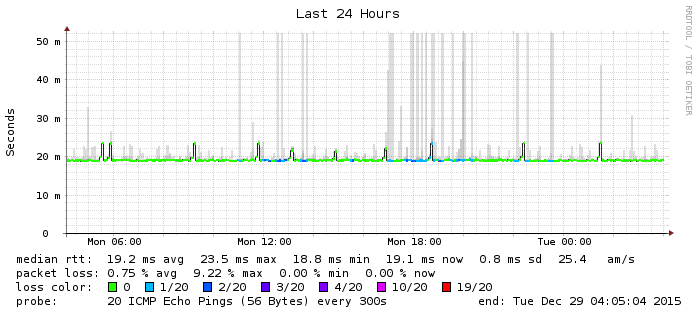 Last 24 Hours
RRDTOOL / TOBI OETIKER
Seconds
50 m
40 m
30 m
20 m
10 m
0
Mon 06:00 Mon 12:00 Mon 18:00 Tue 00:00
median rtt: 19.2 ms avg 23.5 ms max 18.8 ms min 19.1 ms now 0.8 ms sd 25.4 am/s
packet loss: 0.75 % avg 9.22 % max 0.00 % min 0.00 % now
loss color: 0 1/20 2/20 3/20 4/20 10/20 19/20
probe: 20 ICMP Echo Pings (56 Bytes) every 300s end: Tue Dec 29 04:05:04 2015